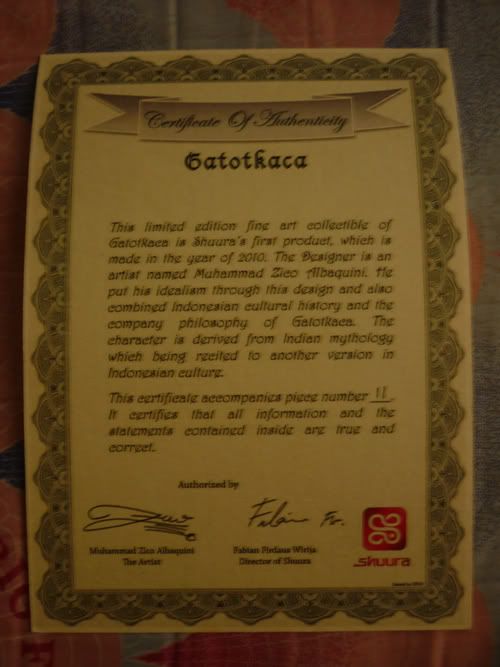 Certificate Of Authenticity
Gatotkaca
This limited edition fine art collectible of
Gatotkaca is Shuura's first product, which is
made in the year of 2010. The Designer is an
artist named Muhammad Zico Albaquini. He
put his idealism through this design and also
combined Indonesian cultural history and the
company philosophy of Gatotkaca. The
character is derived from Indian mythology
which being recited to another version in
Indonesian culture.
This certificate accompanies piece number 11.
It certifies that all information and the
statements contained inside are true and
correct.
Authorized by
Muhammad Zico Albaquini Fabian Firdaus Wirija
The Artist Director of Shuura
shuura